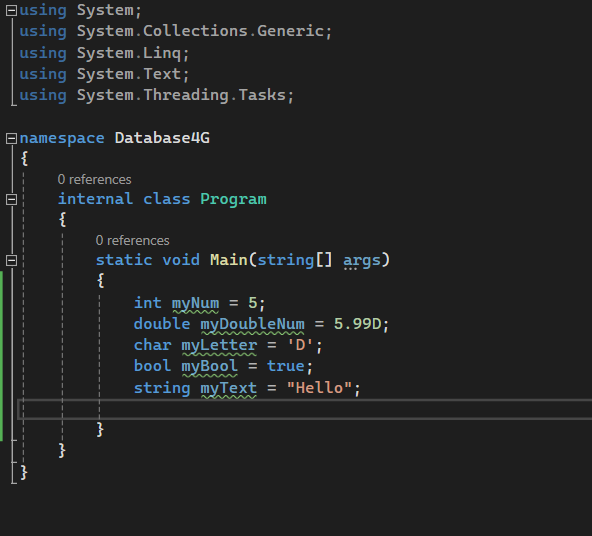 using System;
using System.Collections.Generic;
using System.Linq;
using System.Text;
using System.Threading.Tasks;
namespace Database4G
{
0 references
internal class Program
{
0 references
static void Main(string[] args)
{
int myNum = 5;
double myDoubleNum = 5.99D;
char myLetter = 'D';
bool myBool = true;
string myText = "Hello";
}
}
}